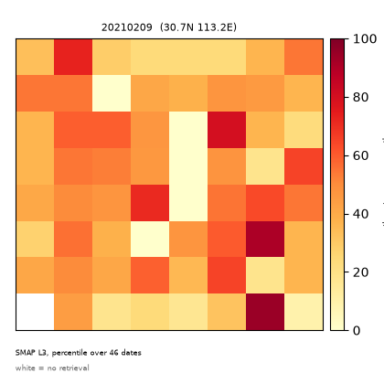 20210209 (30.7N 113.2E)
100
80
60
40
20
0
SMAP L3, percentile over 46 dates
white = no retrieval